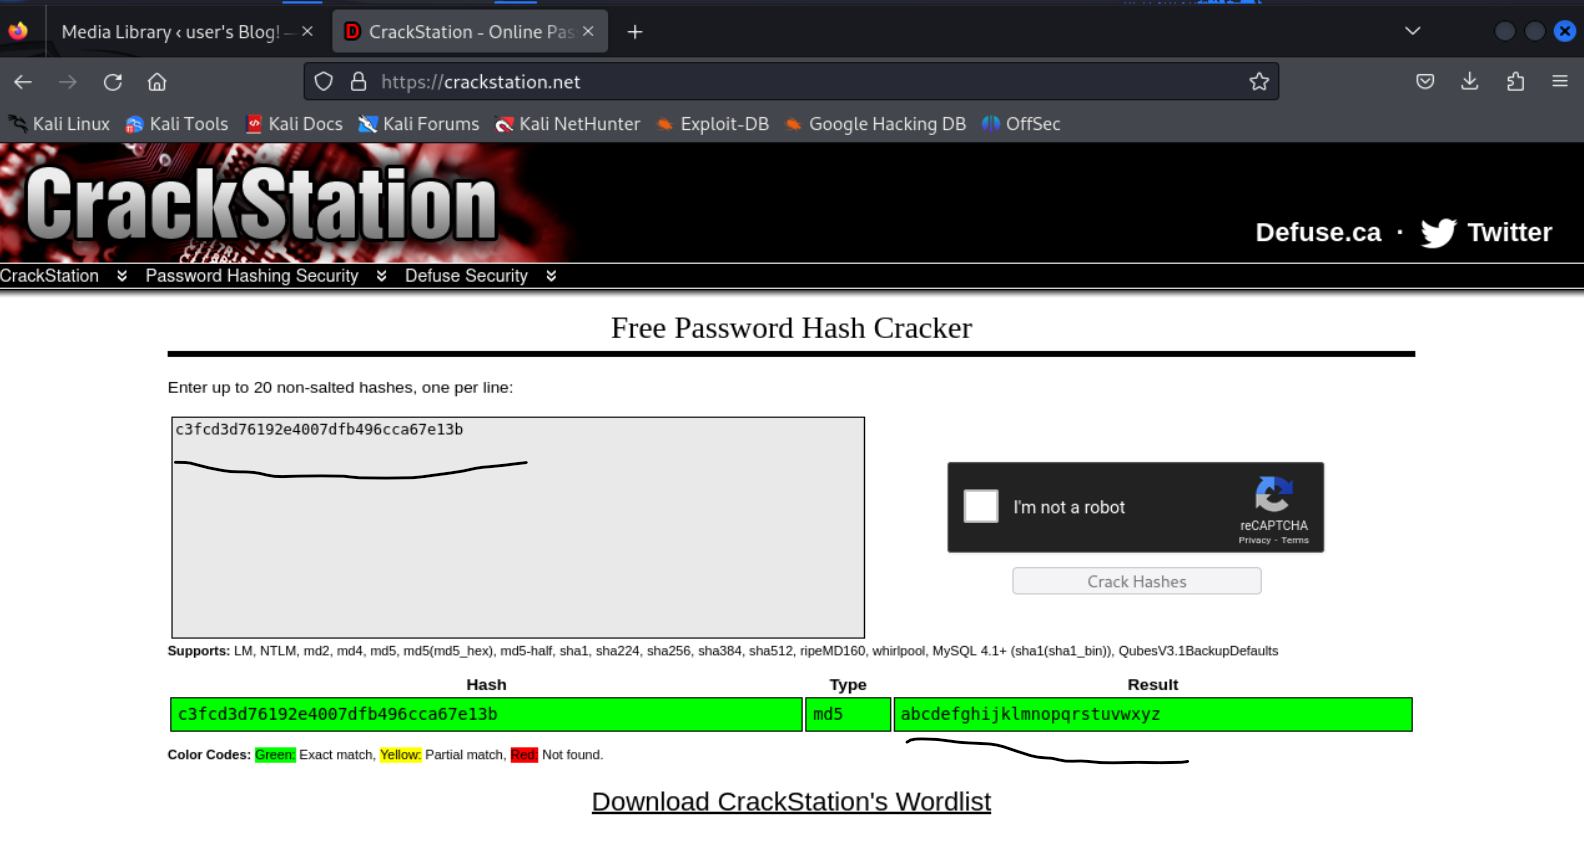 Media Library ‹ user's Blog! —
CrackStation - Online Pas
https://crackstation.net
Kali Linux Kali Tools Kali Docs Kali Forums Kali NetHunter Exploit-DB Google Hacking DB OffSec
CrackStation
Defuse.ca · Twitter
CrackStation Password Hashing Security Defuse Security
Free Password Hash Cracker
Enter up to 20 non-salted hashes, one per line:
c3fcd3d76192e4007dfb496cca67e13b
I'm not a robot
reCAPTCHA
Privacy - Terms
Crack Hashes
Supports: LM, NTLM, md2, md4, md5, md5(md5_hex), md5-half, sha1, sha224, sha256, sha384, sha512, ripeMD160, whirlpool, MySQL 4.1+ (sha1(sha1_bin)), QubesV3.1BackupDefaults
Hash Type Result
c3fcd3d76192e4007dfb496cca67e13b md5 abcdefghijklmnopqrstuvwxyz
Color Codes: Green: Exact match, Yellow: Partial match, Red: Not found.
Download CrackStation's Wordlist